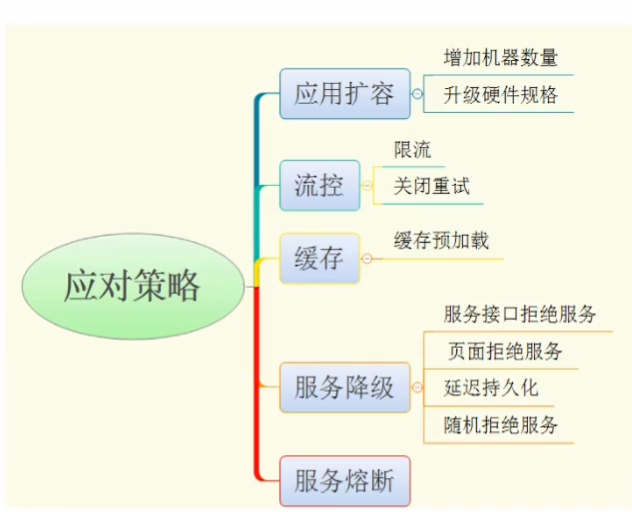 应对策略
应用扩容
增加机器数量
升级硬件规格
流控
限流
关闭重试
缓存
缓存预加载
服务降级
服务接口拒绝服务
页面拒绝服务
延迟持久化
随机拒绝服务
服务熔断